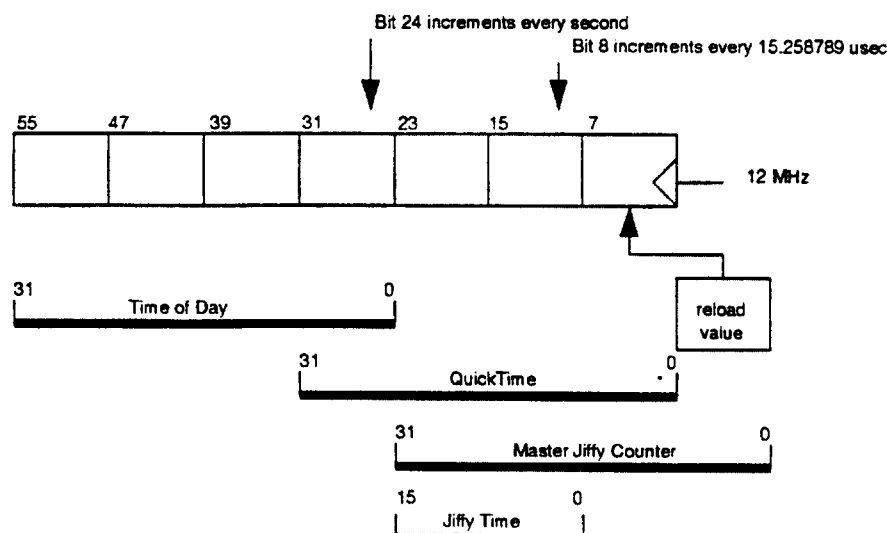 Bit 24 increments every second
Bit 8 increments every 15.258789 usec
55 47 39 31 23 15 7
12 MHz
31 0
Time of Day
reload
value
31 0
QuickTime
31 0
Master Jiffy Counter
15 0
Jiffy Time